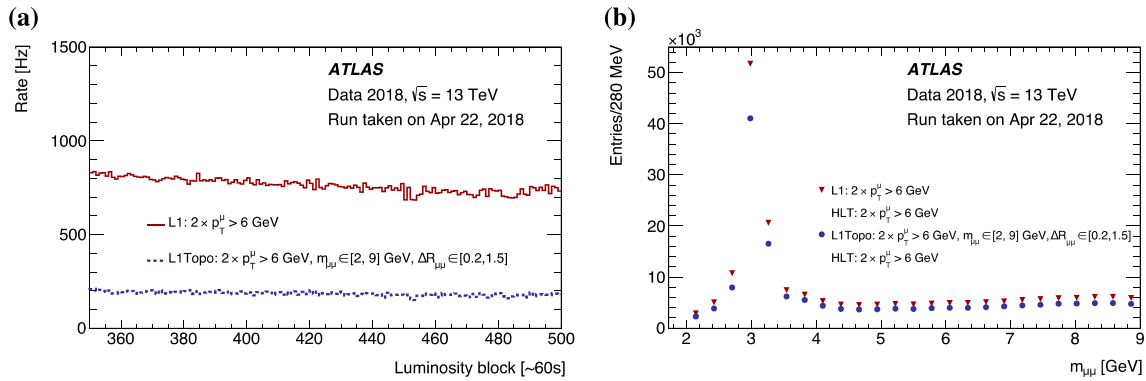 (a)
Rate [Hz]
1500
1000
500
0
ATLAS
Data 2018, √s = 13 TeV
Run taken on Apr 22, 2018
L1: 2 × p_T^μ > 6 GeV
L1Topo: 2 × p_T^μ > 6 GeV, m_μμ ∈ [2, 9] GeV, ΔR_μμ ∈ [0.2,1.5]
360 380 400 420 440 460 480 500
Luminosity block [~60s]
(b)
Entries/280 MeV
×10³
50
40
30
20
10
0
ATLAS
Data 2018, √s = 13 TeV
Run taken on Apr 22, 2018
L1: 2 × p_T^μ > 6 GeV
HLT: 2 × p_T^μ > 6 GeV
L1Topo: 2 × p_T^μ > 6 GeV, m_μμ ∈ [2, 9] GeV, ΔR_μμ ∈ [0.2,1.5]
HLT: 2 × p_T^μ > 6 GeV
2 3 4 5 6 7 8 9
m_μμ [GeV]